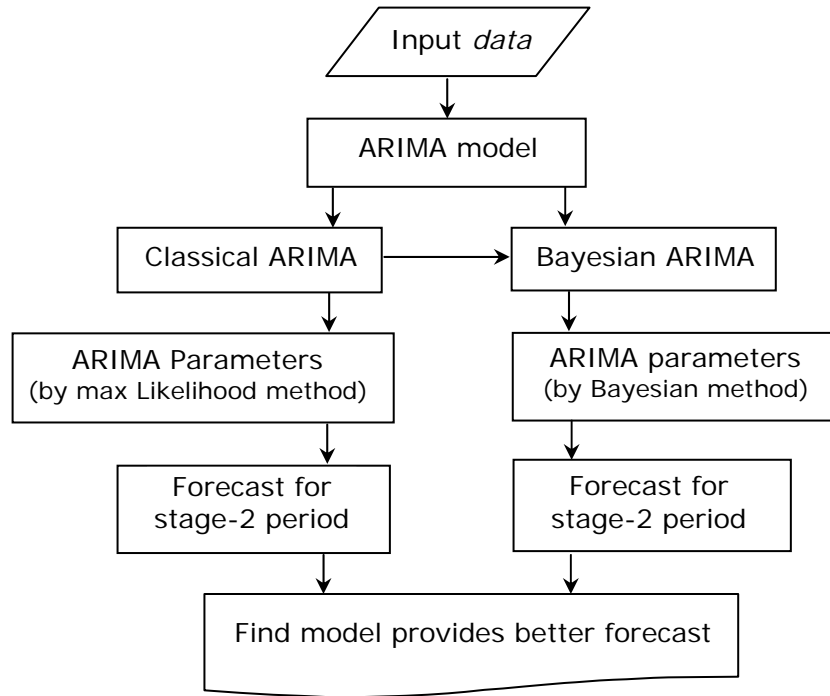 Input data
ARIMA model
Classical ARIMA
Bayesian ARIMA
ARIMA Parameters
(by max Likelihood method)
ARIMA parameters
(by Bayesian method)
Forecast for
stage-2 period
Forecast for
stage-2 period
Find model provides better forecast